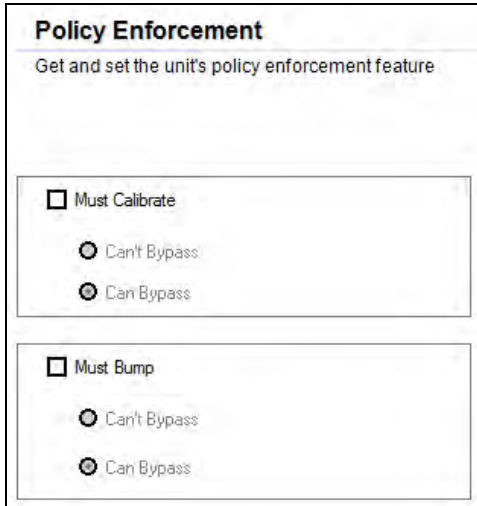 Policy Enforcement
Get and set the unit's policy enforcement feature
Must Calibrate
Can't Bypass
Can Bypass
Must Bump
Can't Bypass
Can Bypass